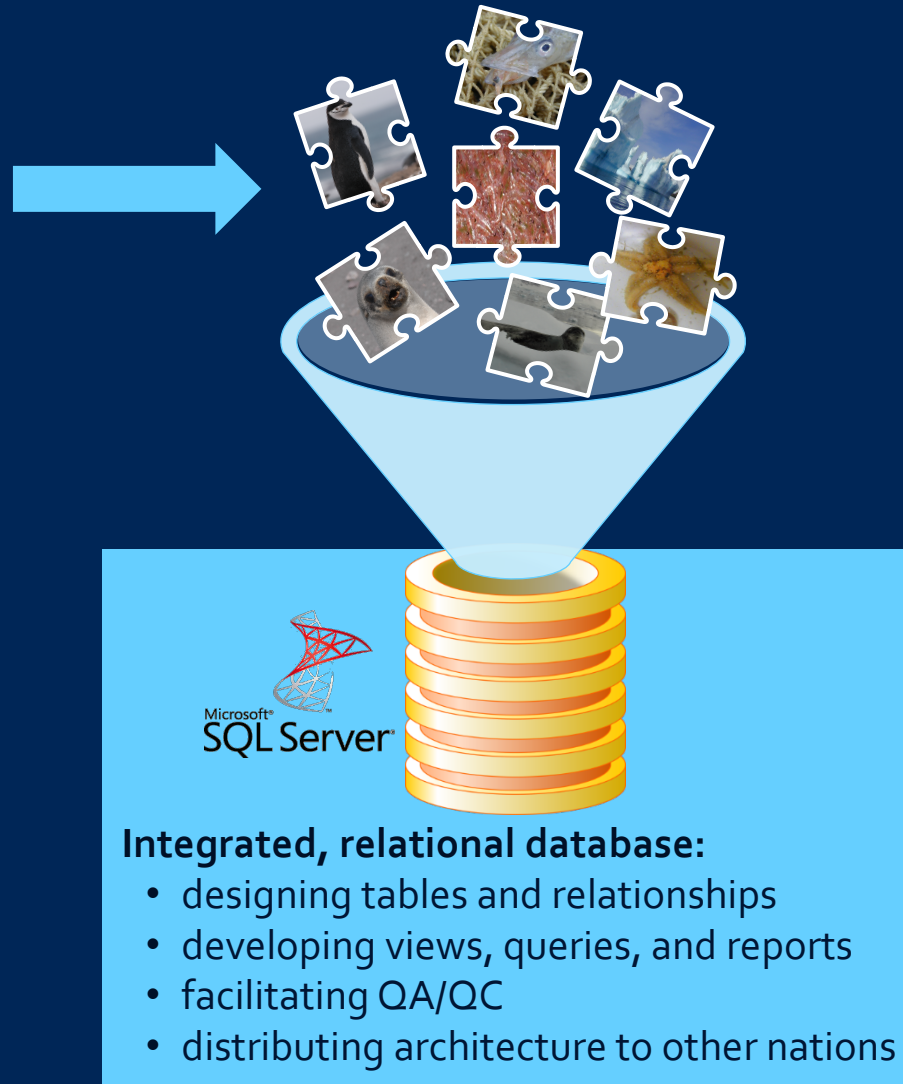 Microsoft®
SQL Server®
Integrated, relational database:
• designing tables and relationships
• developing views, queries, and reports
• facilitating QA/QC
• distributing architecture to other nations